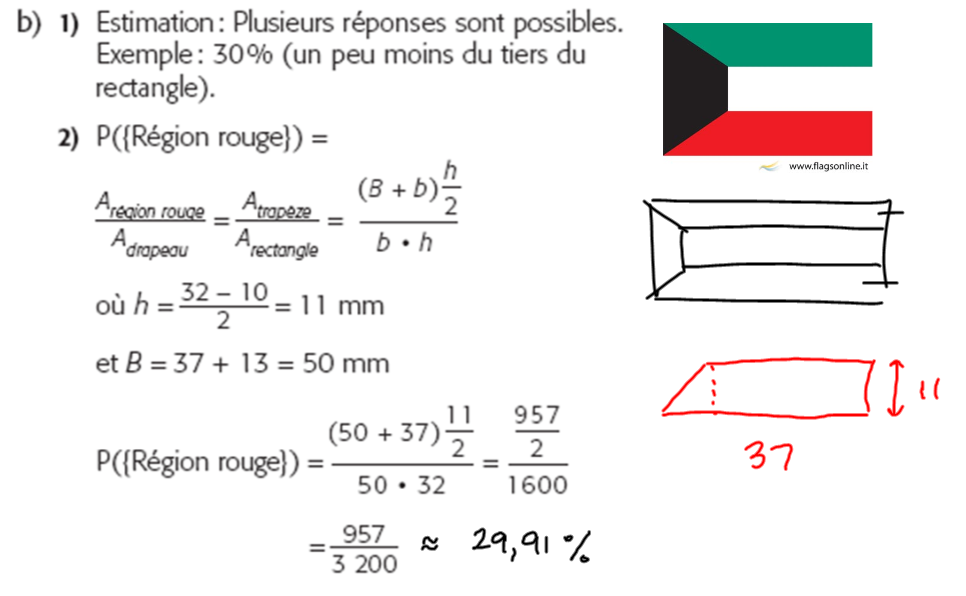 b) 1) Estimation : Plusieurs réponses sont possibles.
Exemple : 30% (un peu moins du tiers du
rectangle).
www.flagsonline.it
2) P({Région rouge}) =
A_région rouge / A_drapeau = A_trapèze / A_rectangle = (B + b) h/2 / b • h
où h = 32 – 10 / 2 = 11 mm
et B = 37 + 13 = 50 mm
11
37
P({Région rouge}) = (50 + 37) 11/2 / 50 • 32 = 957/2 / 1600
= 957 / 3 200 ≈ 29,91 %